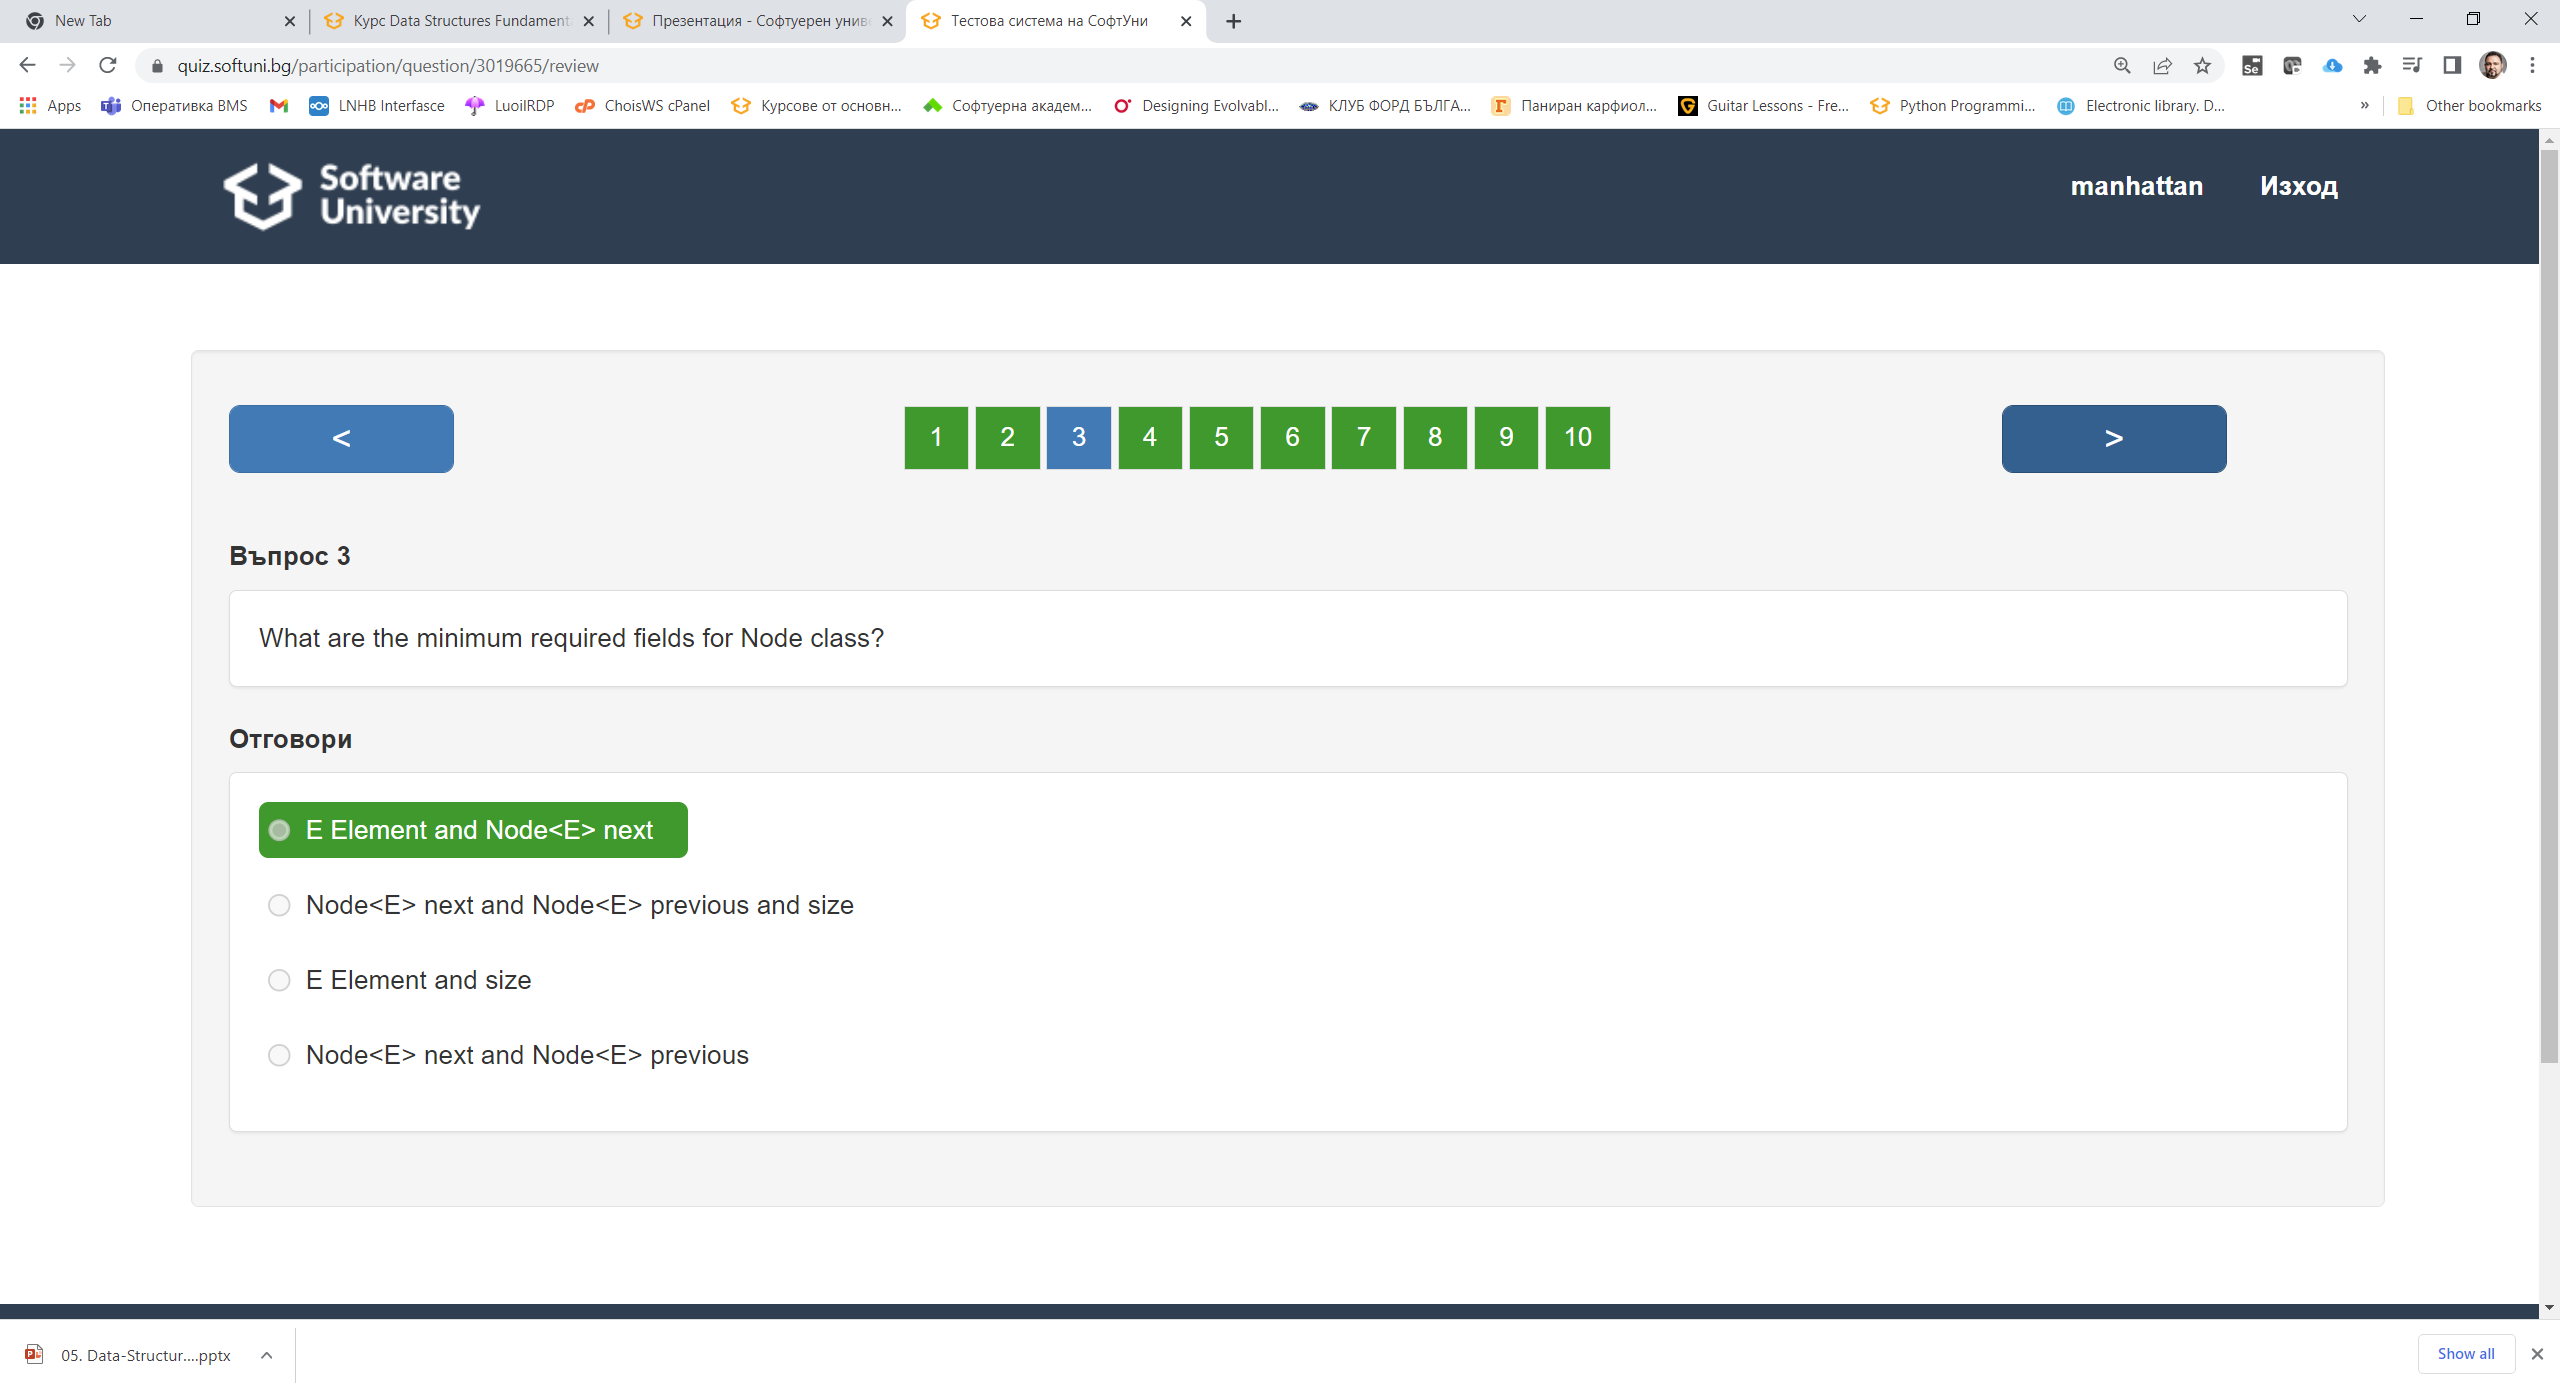 New Tab
Курс Data Structures Fundament
Презентация - Софтуерен униве
Тестова система на СофтУни
quiz.softuni.bg/participation/question/3019665/review
Apps
Оперативка BMS
LNHB Interfasce
LuoilRDP
ChoisWS cPanel
Курсове от основн...
Софтуерна академ...
Designing Evolvabl...
КЛУБ ФОРД БЪЛГА...
Паниран карфиол...
Guitar Lessons - Fre...
Python Programmi...
Electronic library. D...
»
Other bookmarks
Software
University
manhattan
Изход
<
1 2 3 4 5 6 7 8 9 10
>
Въпрос 3
What are the minimum required fields for Node class?
Отговори
E Element and Node<E> next
Node<E> next and Node<E> previous and size
E Element and size
Node<E> next and Node<E> previous
05. Data-Structur....pptx
Show all